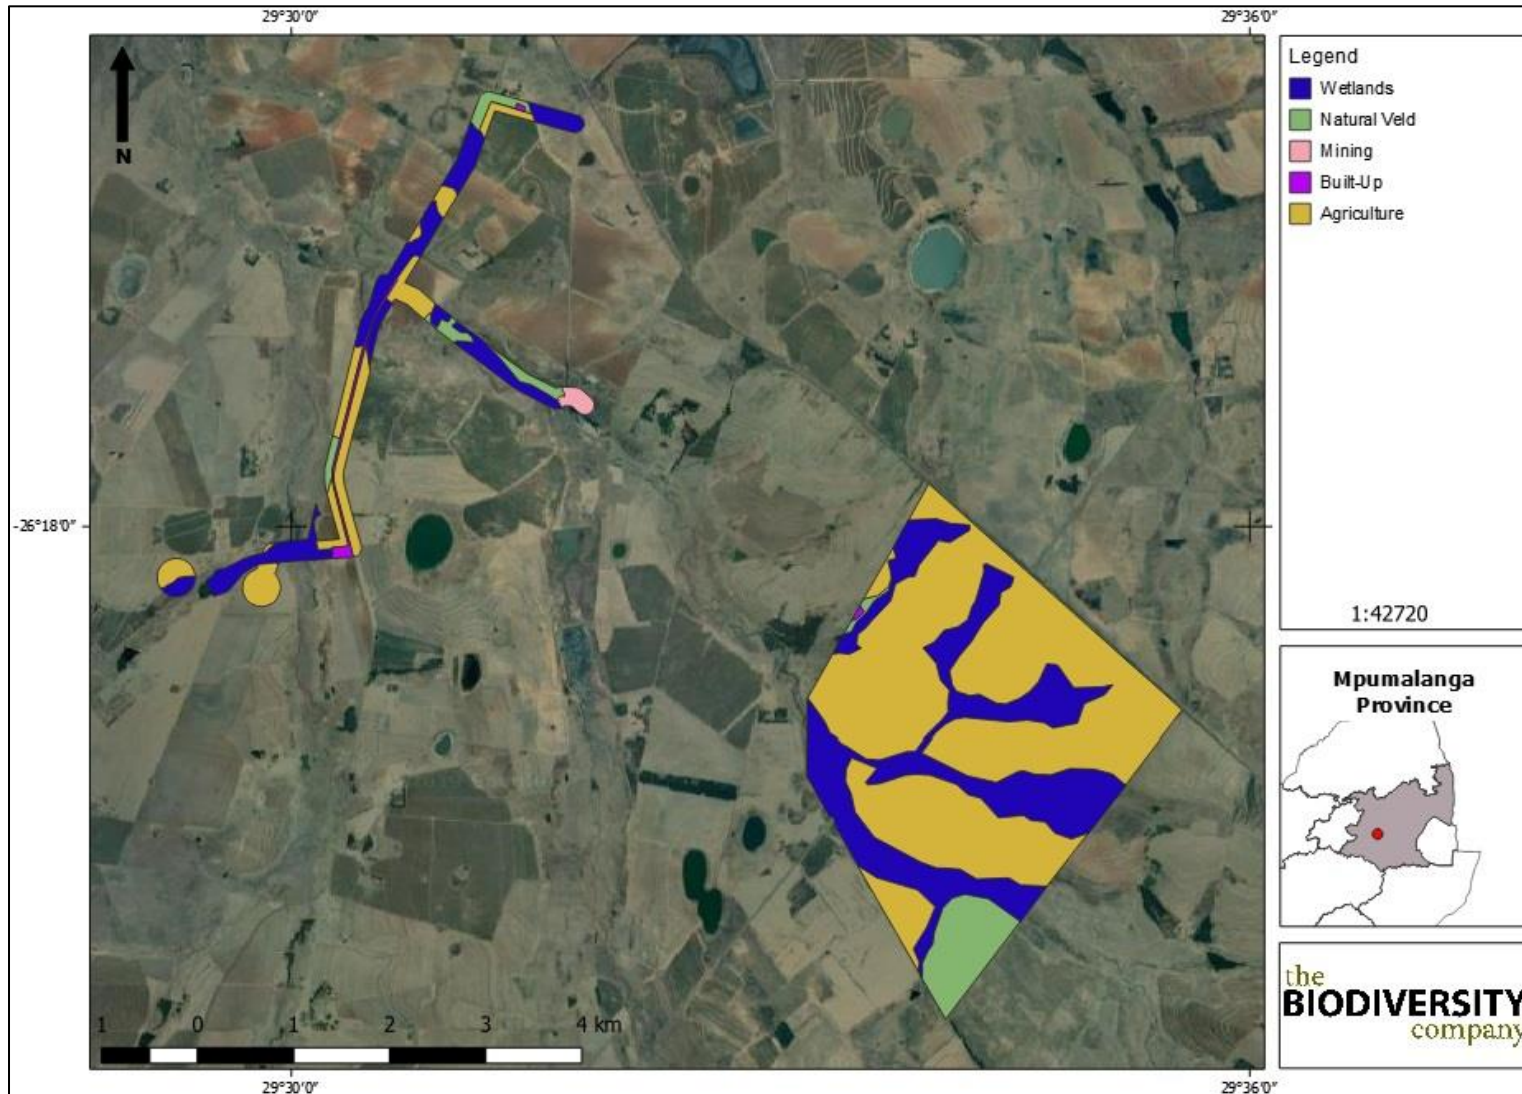 29°30'0"
29°36'0"
N
Legend
Wetlands
Natural Veld
Mining
Built-Up
Agriculture
1:42720
-26°18'0"
Mpumalanga
Province
1 0 1 2 3 4 km
the
BIODIVERSITY
company
29°30'0"
29°36'0"